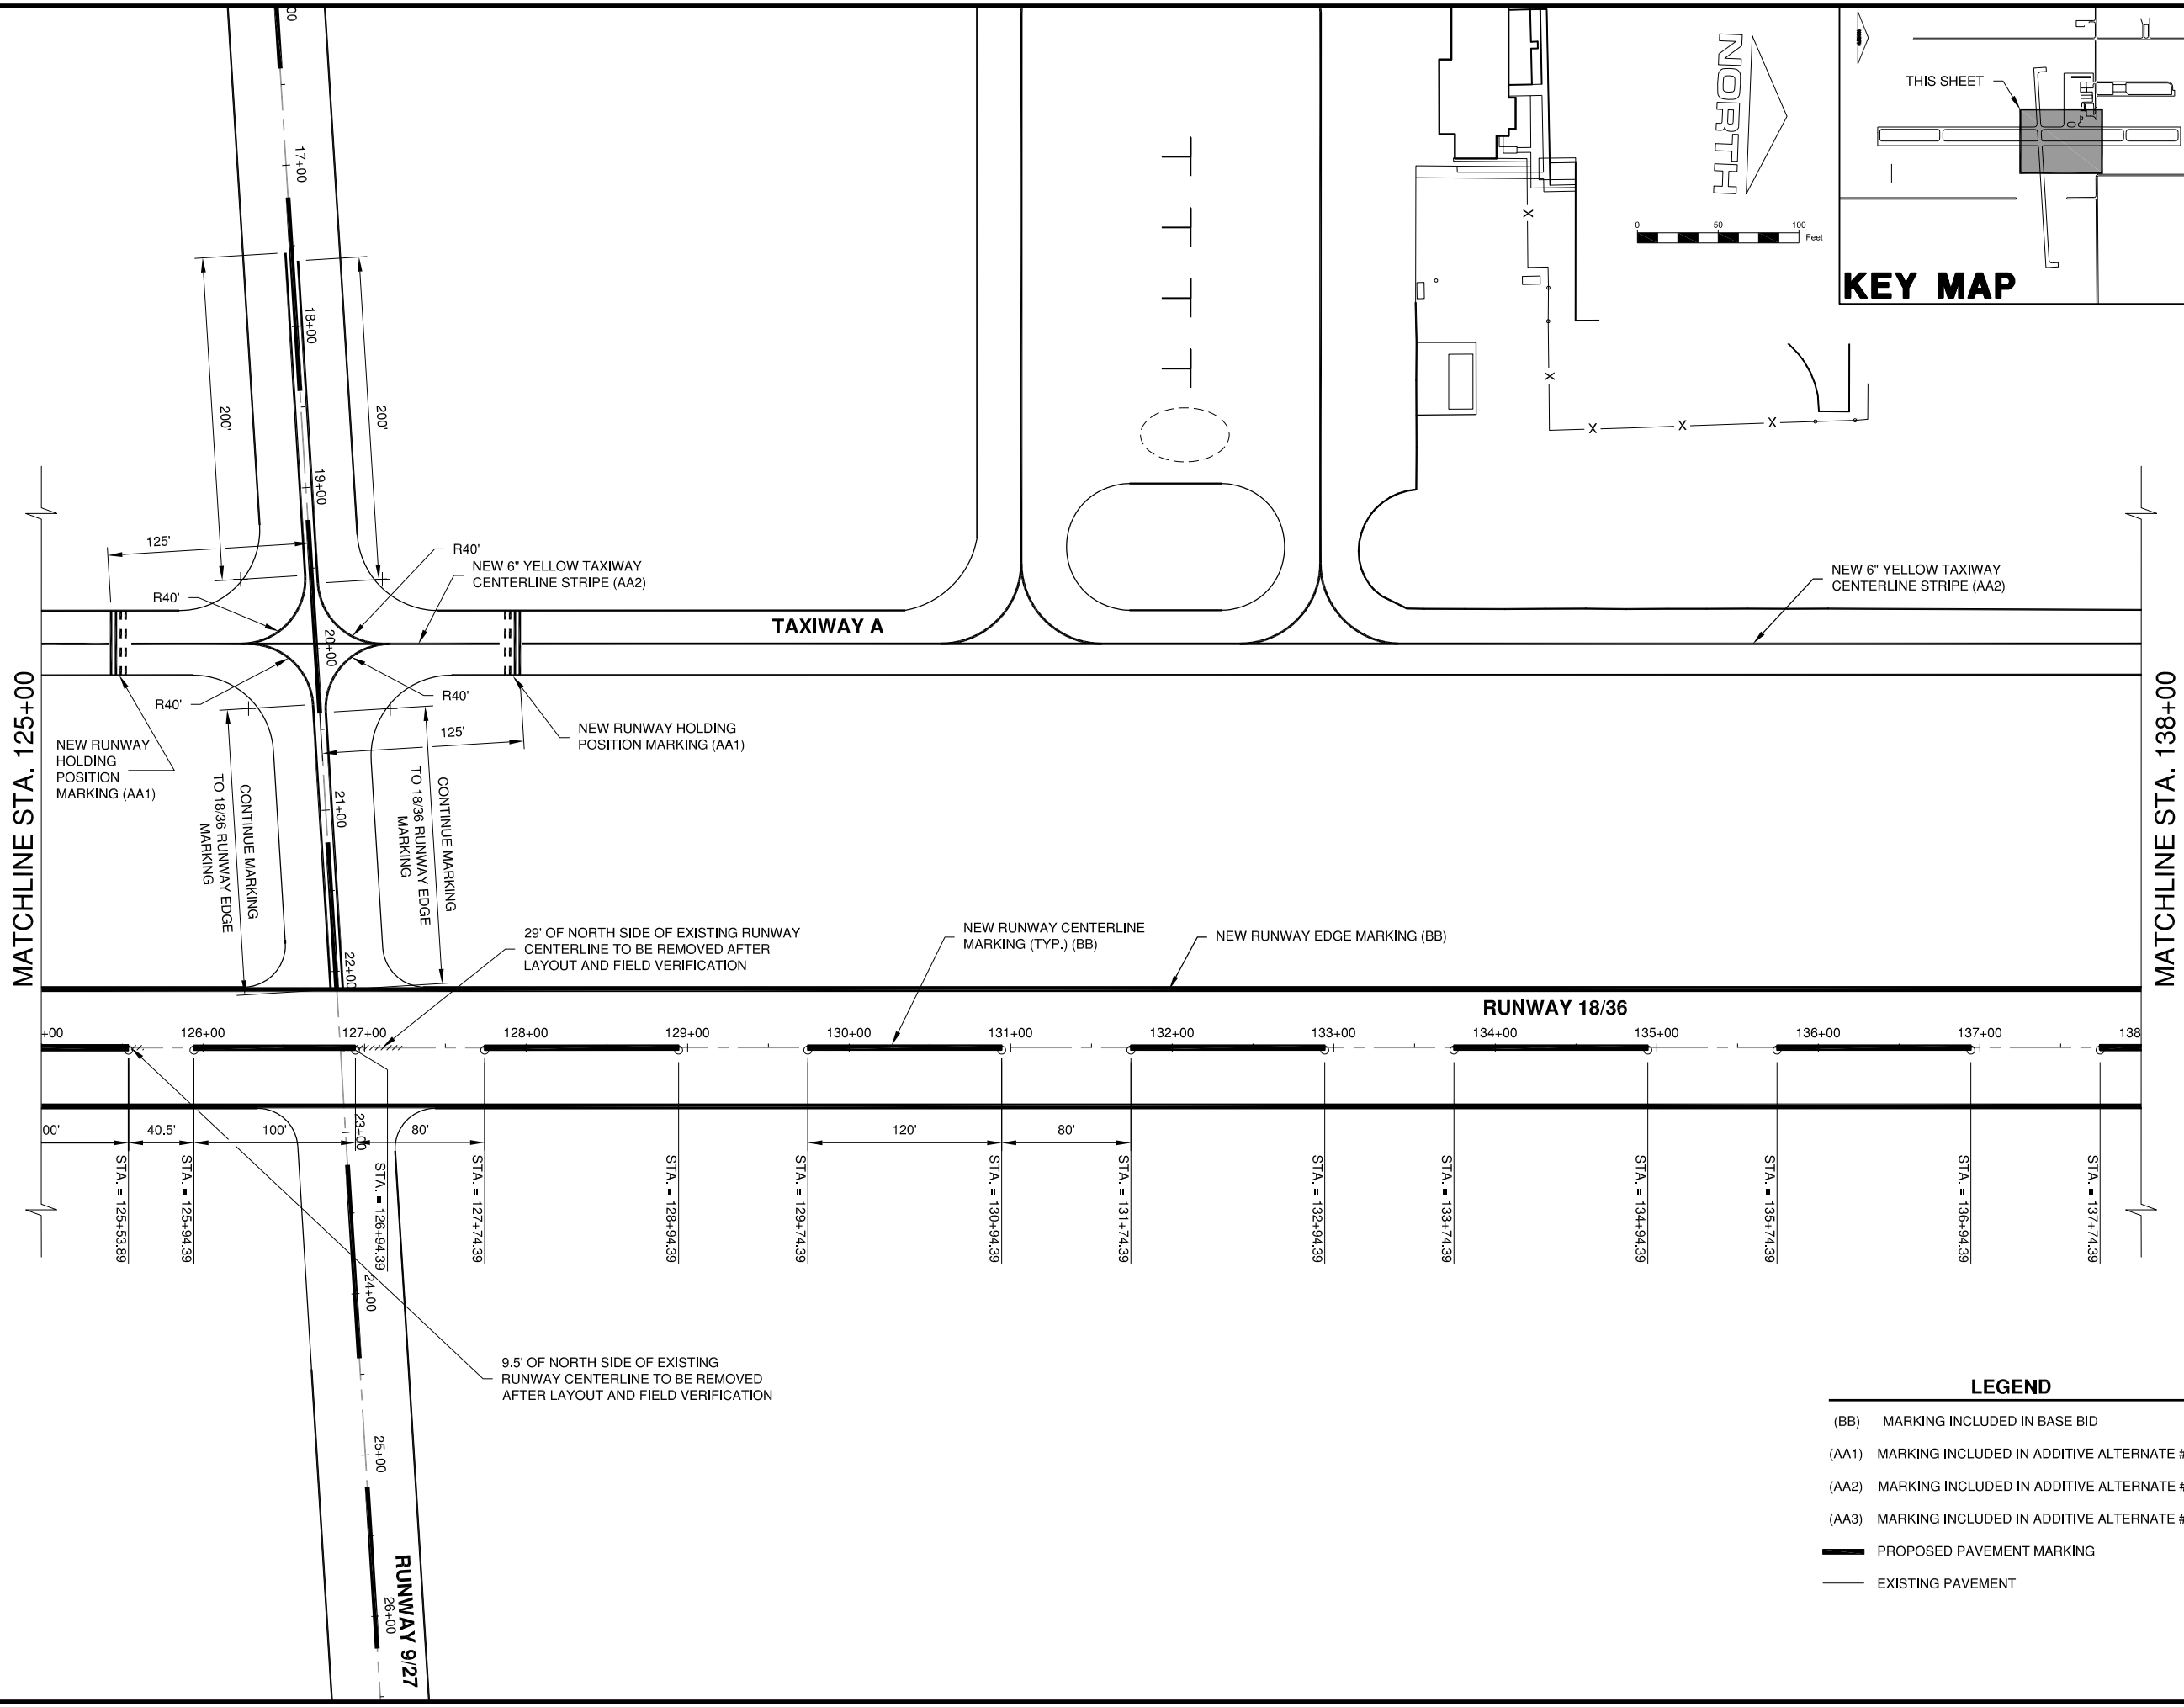 00
17+00
18+00
19+00
20+00
21+00
22+00
23+00
24+00
25+00
26+00
200'
200'
125'
R40'
NEW 6" YELLOW TAXIWAY
CENTERLINE STRIPE (AA2)
R40'
R40'
R40'
125'
TAXIWAY A
NEW RUNWAY HOLDING
POSITION MARKING (AA1)
NEW RUNWAY
HOLDING
POSITION
MARKING (AA1)
CONTINUE MARKING
TO 18/36 RUNWAY EDGE
MARKING
CONTINUE MARKING
TO 18/36 RUNWAY EDGE
MARKING
MATCHLINE STA. 125+00
MATCHLINE STA. 138+00
NORTH
0
50
100
Feet
THIS SHEET
KEY MAP
X
X
X
X
X
NEW 6" YELLOW TAXIWAY
CENTERLINE STRIPE (AA2)
29' OF NORTH SIDE OF EXISTING RUNWAY
CENTERLINE TO BE REMOVED AFTER
LAYOUT AND FIELD VERIFICATION
NEW RUNWAY CENTERLINE
MARKING (TYP.) (BB)
NEW RUNWAY EDGE MARKING (BB)
RUNWAY 18/36
+00
126+00
127+00
128+00
129+00
130+00
131+00
132+00
133+00
134+00
135+00
136+00
137+00
138
00'
40.5'
100'
80'
120'
80'
STA. = 125+53.89
STA. = 125+94.39
STA. = 126+94.39
STA. = 127+74.39
STA. = 128+94.39
STA. = 129+74.39
STA. = 130+94.39
STA. = 131+74.39
STA. = 132+94.39
STA. = 133+74.39
STA. = 134+94.39
STA. = 135+74.39
STA. = 136+94.39
STA. = 137+74.39
9.5' OF NORTH SIDE OF EXISTING
RUNWAY CENTERLINE TO BE REMOVED
AFTER LAYOUT AND FIELD VERIFICATION
RUNWAY 9/27
LEGEND
(BB) MARKING INCLUDED IN BASE BID
(AA1) MARKING INCLUDED IN ADDITIVE ALTERNATE #
(AA2) MARKING INCLUDED IN ADDITIVE ALTERNATE #
(AA3) MARKING INCLUDED IN ADDITIVE ALTERNATE #
PROPOSED PAVEMENT MARKING
EXISTING PAVEMENT